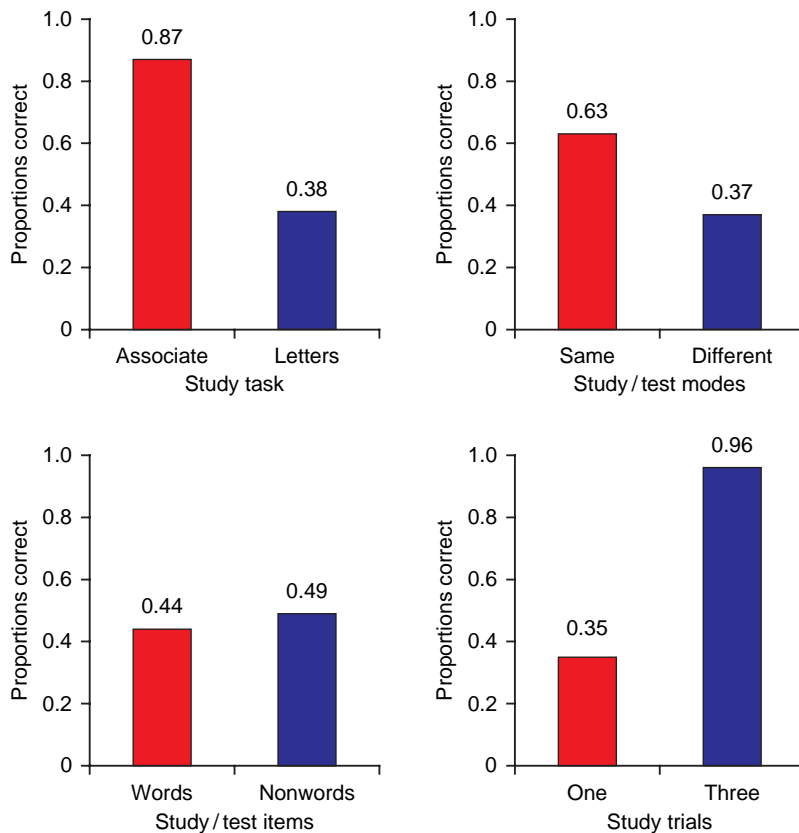 Proportions correct
1.0
0.8
0.6
0.4
0.2
0
0.87
0.38
Associate
Letters
Study task
Proportions correct
1.0
0.8
0.6
0.4
0.2
0
0.63
0.37
Same
Different
Study / test modes
Proportions correct
1.0
0.8
0.6
0.4
0.2
0
0.44
0.49
Words
Nonwords
Study / test items
Proportions correct
1.0
0.8
0.6
0.4
0.2
0
0.35
0.96
One
Three
Study trials